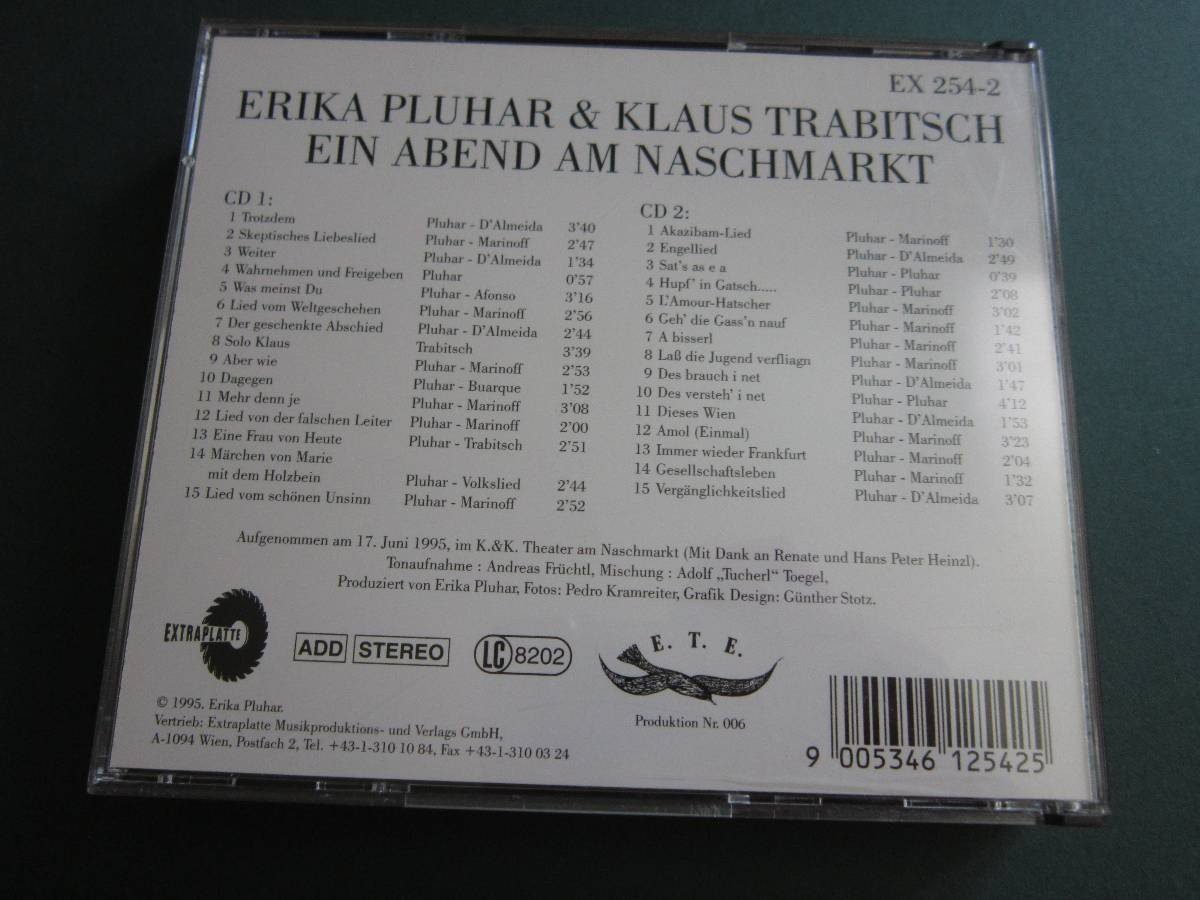 EX 254-2
ERIKA PLUHAR & KLAUS TRABITSCH
EIN ABEND AM NASCHMARKT
CD 1:
1 Trotzdem Pluhar - D'Almeida 3'40
2 Skeptisches Liebeslied Pluhar - Marinoff 2'47
3 Weiter Pluhar - D'Almeida 1'34
4 Wahrnehmen und Freigeben Pluhar 0'57
5 Was meinst Du Pluhar - Afonso 3'16
6 Lied vom Weltgeschehen Pluhar - Marinoff 2'56
7 Der geschenkte Abschied Pluhar - D'Almeida 2'44
8 Solo Klaus Trabitsch 3'39
9 Aber wie Pluhar - Marinoff 2'53
10 Dagegen Pluhar - Buarque 1'52
11 Mehr denn je Pluhar - Marinoff 3'08
12 Lied von der falschen Leiter Pluhar - Marinoff 2'00
13 Eine Frau von Heute Pluhar - Trabitsch 2'51
14 Märchen von Marie
mit dem Holzbein Pluhar - Volkslied 2'44
15 Lied vom schönen Unsinn Pluhar - Marinoff 2'52
CD 2:
1 Akazibam-Lied Pluhar - Marinoff 1'30
2 Engellied Pluhar - D'Almeida 2'49
3 Sat's as e a Pluhar - Pluhar 0'39
4 Hupf' in Gatsch..... Pluhar - Pluhar 2'08
5 L'Amour-Hatscher Pluhar - Marinoff 3'02
6 Geh' die Gass'n nauf Pluhar - Marinoff 1'42
7 A bisserl Pluhar - Marinoff 2'41
8 Laß die Jugend verfliagn Pluhar - Marinoff 3'01
9 Des brauch i net Pluhar - D'Almeida 1'47
10 Des versteh' i net Pluhar - Pluhar 4'12
11 Dieses Wien Pluhar - D'Almeida 1'53
12 Amol (Einmal) Pluhar - Marinoff 3'23
13 Immer wieder Frankfurt Pluhar - Marinoff 2'04
14 Gesellschaftsleben Pluhar - Marinoff 1'32
15 Vergänglichkeitslied Pluhar - D'Almeida 3'07
Aufgenommen am 17. Juni 1995, im K.&K. Theater am Naschmarkt (Mit Dank an Renate und Hans Peter Heinzl).
Tonaufnahme : Andreas Früchtl, Mischung : Adolf „Tucherl" Toegel,
Produziert von Erika Pluhar, Fotos: Pedro Kramreiter, Grafik Design: Günther Stotz.
EXTRAPLATTE
ADD STEREO
LC 8202
E. T. E.
Produktion Nr. 006
© 1995. Erika Pluhar.
Vertrieb: Extraplatte Musikproduktions- und Verlags GmbH,
A-1094 Wien, Postfach 2, Tel. +43-1-310 10 84, Fax +43-1-310 03 24
9 005346 125425